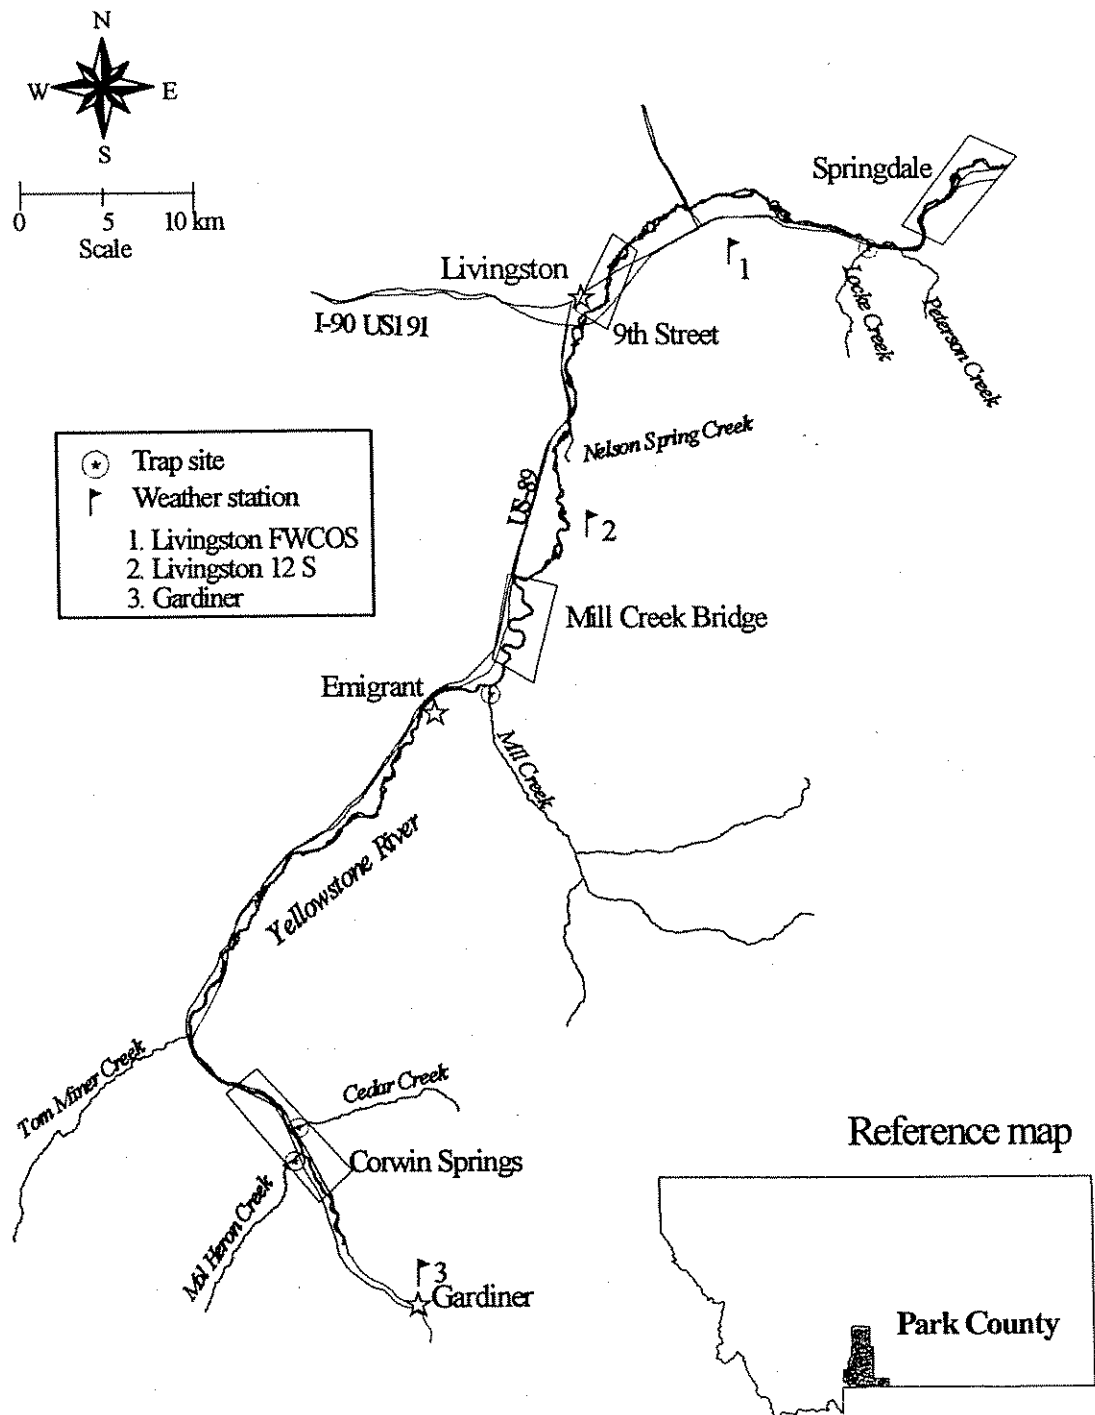 N
W E
S
0 5 10 km
Scale
Springdale
1
Livingston
I-90 US191
9th Street
Locke Creek
Peterson Creek
Nelson Spring Creek
US-89
2
Trap site
Weather station
1. Livingston FWCOS
2. Livingston 12 S
3. Gardiner
Mill Creek Bridge
Emigrant
Mill Creek
Yellowstone River
Tom Miner Creek
Cedar Creek
Corwin Springs
Mol Heron Creek
3
Gardiner
Reference map
Park County